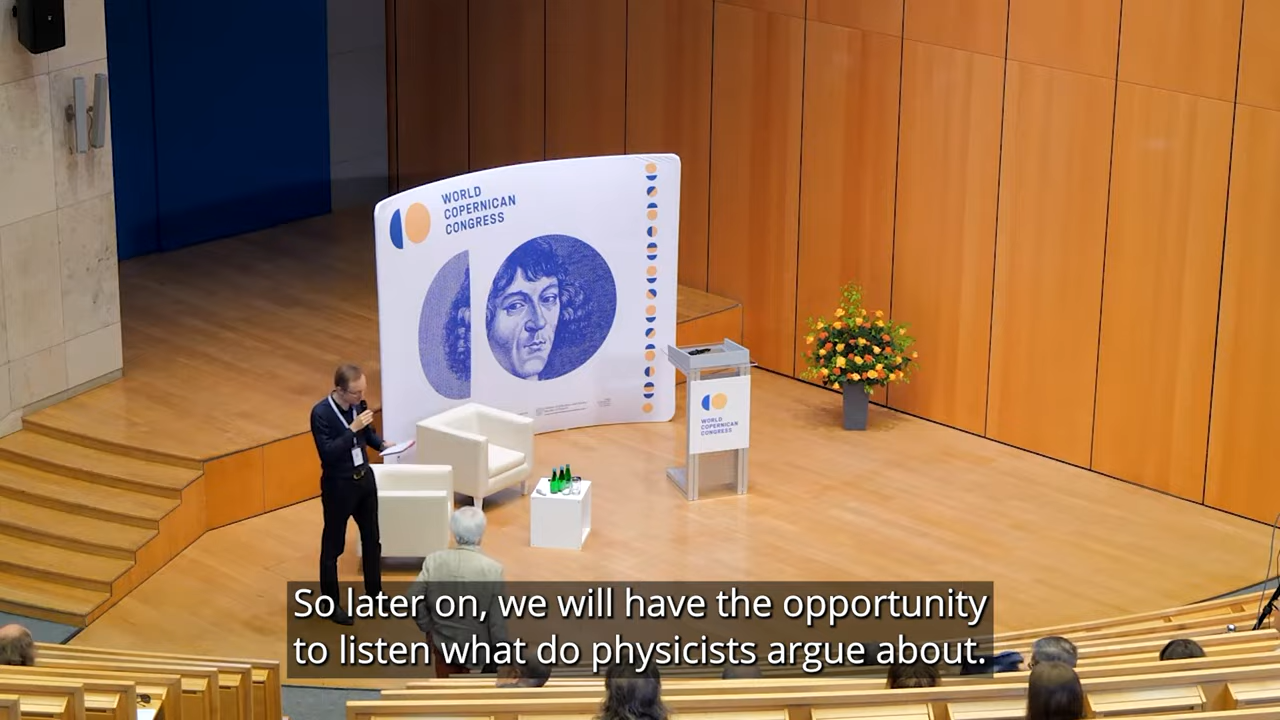 WORLD
COPERNICAN
CONGRESS
WORLD
COPERNICAN
CONGRESS
So later on, we will have the opportunity
to listen what do physicists argue about.